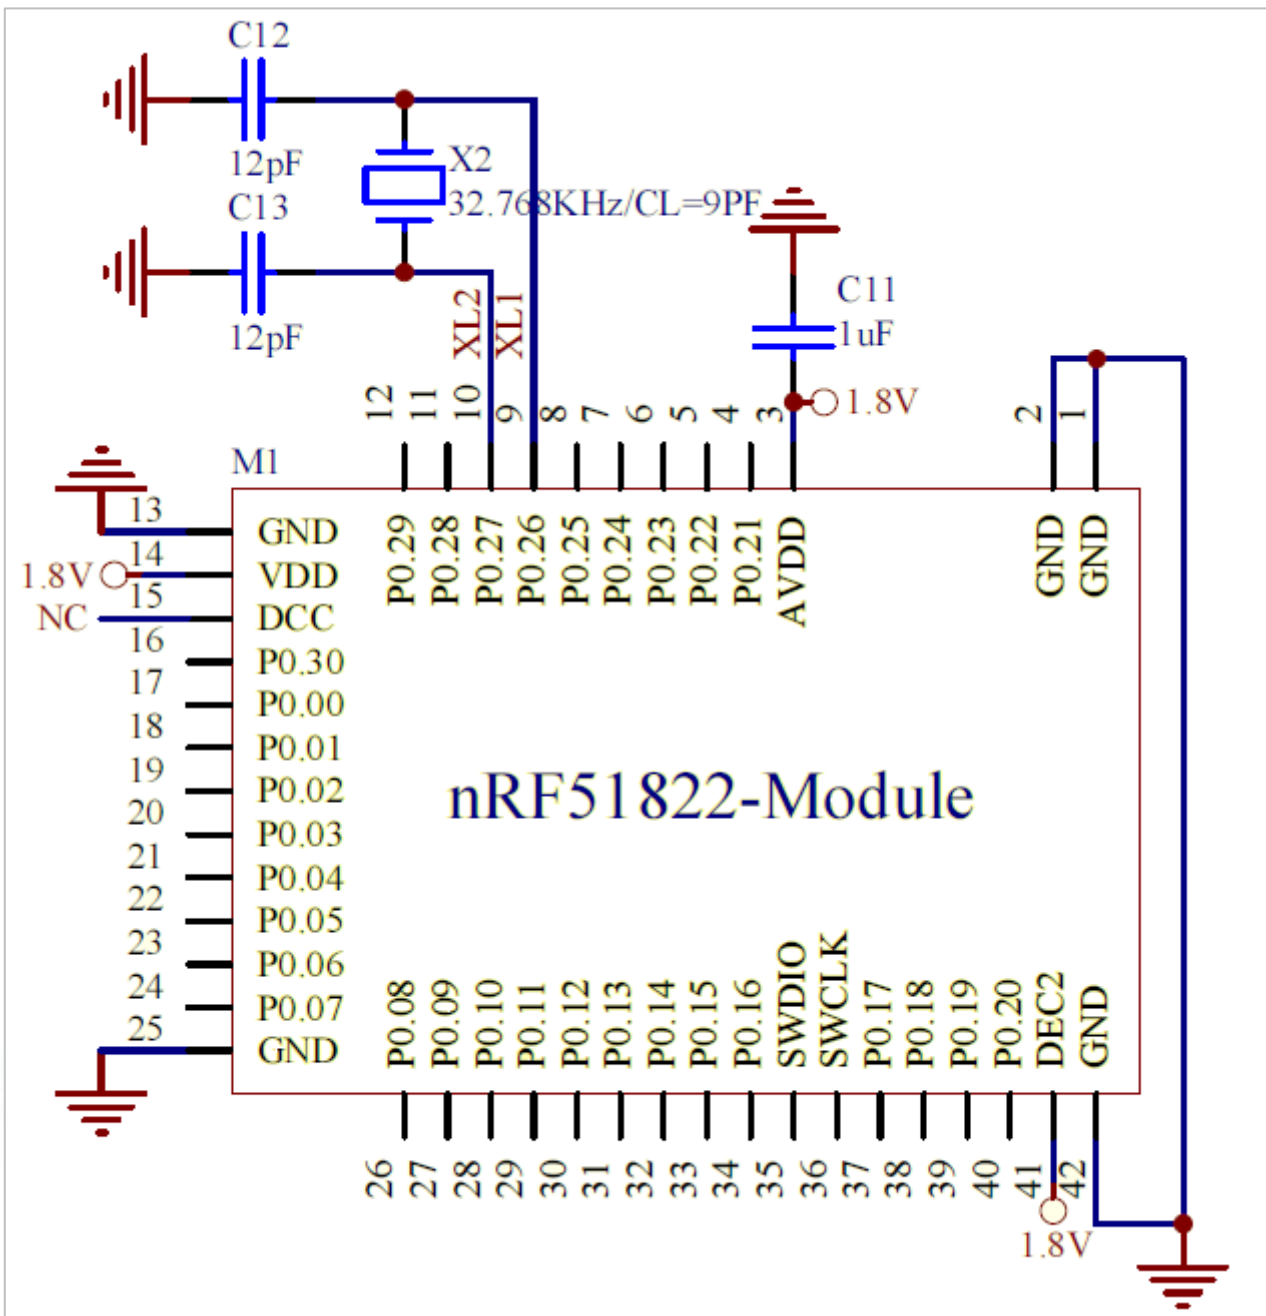 C12
12pF
X2
32.768KHz/CL=9PF
C13
12pF
XL2
XL1
C11
1uF
1.8V
12
11
10
9
8
7
6
5
4
3
2
1
M1
P0.29
P0.28
P0.27
P0.26
P0.25
P0.24
P0.23
P0.22
P0.21
AVDD
GND
GND
13
GND
14
1.8V
VDD
15
NC
DCC
16
P0.30
17
P0.00
18
P0.01
19
P0.02
20
P0.03
21
P0.04
22
P0.05
23
P0.06
24
P0.07
25
GND
nRF51822-Module
P0.08
P0.09
P0.10
P0.11
P0.12
P0.13
P0.14
P0.15
P0.16
SWDIO
SWCLK
P0.17
P0.18
P0.19
P0.20
DEC2
GND
26
27
28
29
30
31
32
33
34
35
36
37
38
39
40
41
42
1.8V